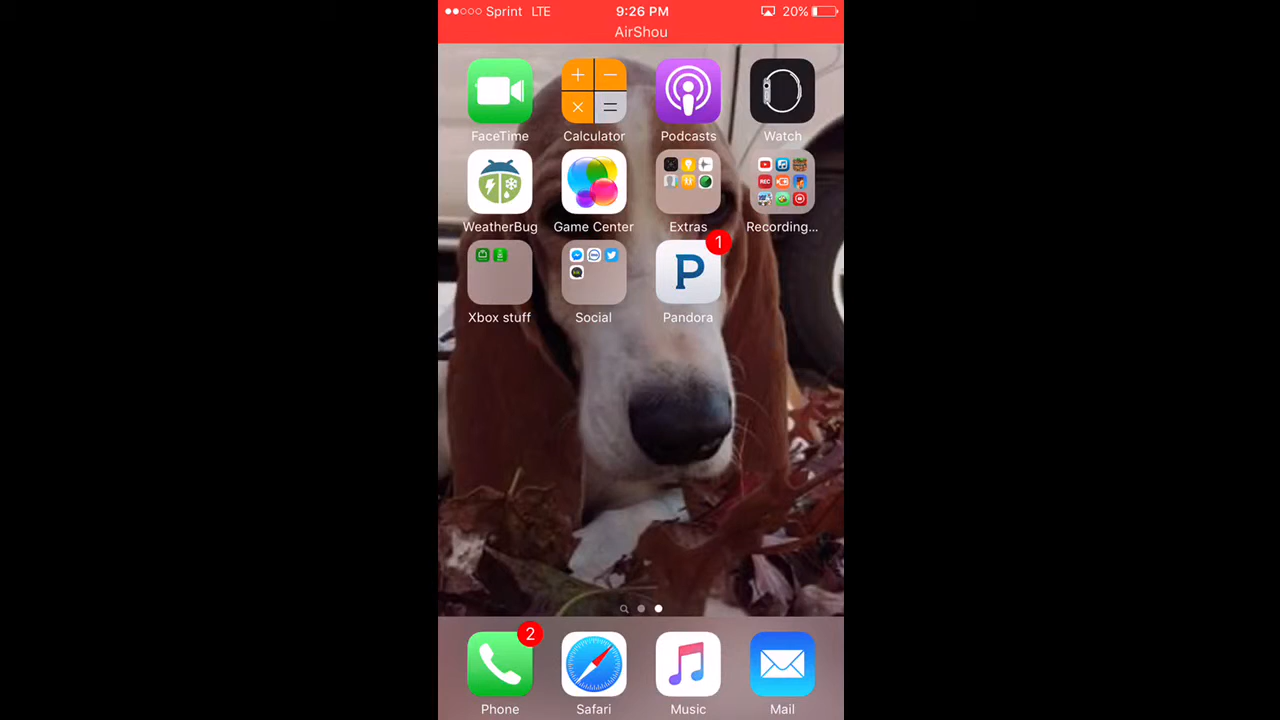 Sprint LTE 9:26 PM 20%
AirShou
FaceTime Calculator Podcasts Watch
WeatherBug Game Center Extras Recording...
1
P
Xbox stuff Social Pandora
2
Phone Safari Music Mail